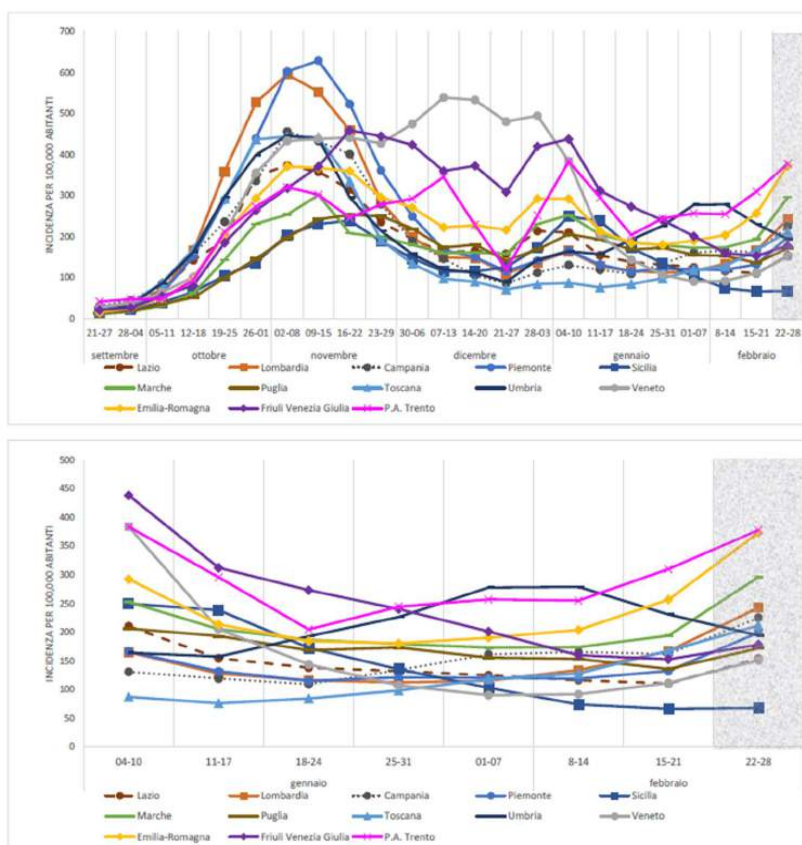 700
600
500
400
300
200
100
0
INCIDENZA PER 100,000 ABITANTI
21-27 28-04 05-11 12-18 19-25 26-01 02-08 09-15 16-22 23-29 30-06 07-13 14-20 21-27 28-03 04-10 11-17 18-24 25-31 01-07 8-14 15-21 22-28
settembre ottobre novembre dicembre gennaio febbraio
Lazio Lombardia Campania Piemonte Sicilia
Marche Puglia Toscana Umbria Veneto
Emilia-Romagna Friuli Venezia Giulia P.A. Trento
500
450
400
350
300
250
200
150
100
50
0
INCIDENZA PER 100,000 ABITANTI
04-10 11-17 18-24 25-31 01-07 8-14 15-21 22-28
gennaio febbraio
Lazio Lombardia Campania Piemonte Sicilia
Marche Puglia Toscana Umbria Veneto
Emilia-Romagna Friuli Venezia Giulia P.A. Trento